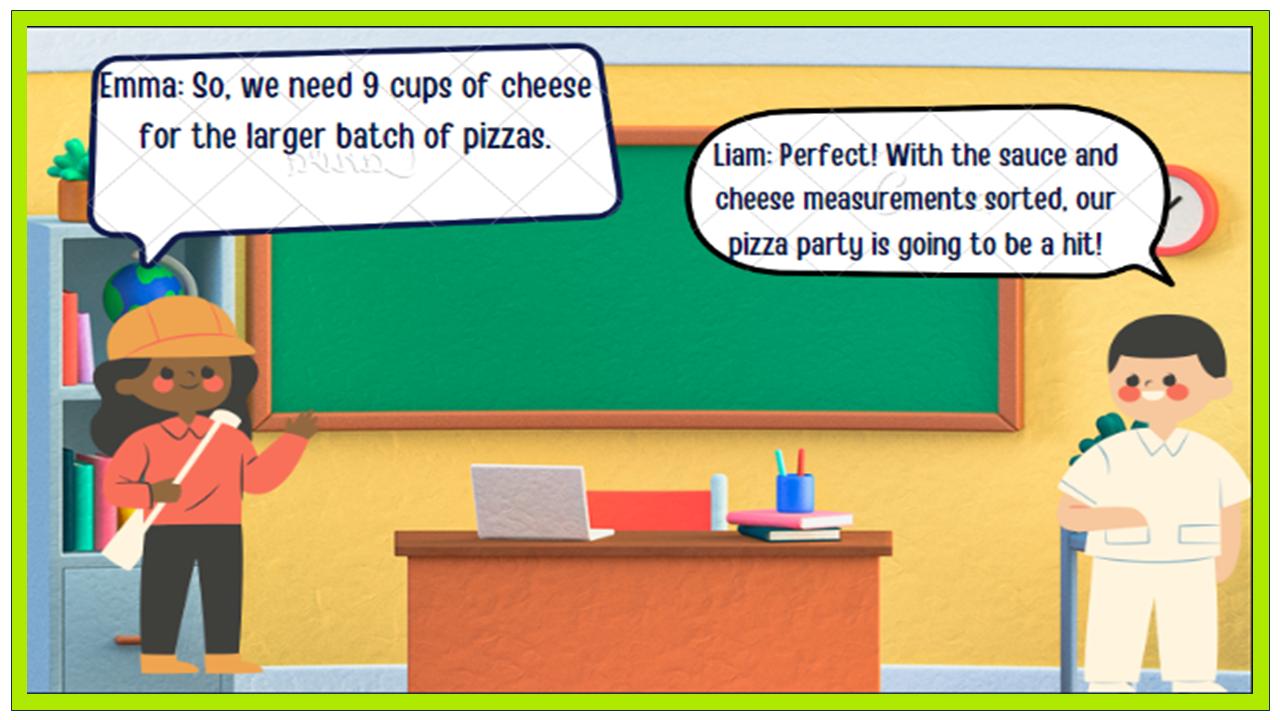 Emma: So, we need 9 cups of cheese
for the larger batch of pizzas.
Canva
Liam: Perfect! With the sauce and
cheese measurements sorted, our
pizza party is going to be a hit!